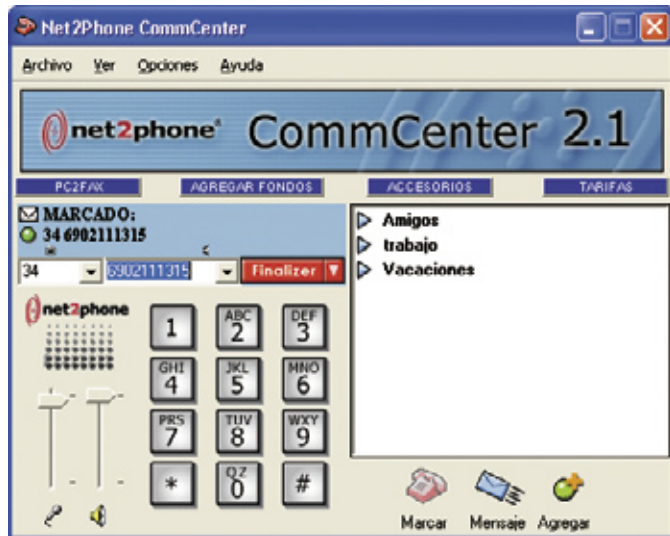 Net2Phone CommCenter
Archivo Ver Opciones Ayuda
net2phone® CommCenter 2.1
PC2FAX AGREGAR FONDOS ACCESORIOS TARIFAS
MARCADO:
34 6902111315
34 6902111315 Finalizer
net2phone
1 ABC 2 DEF 3
GHI 4 JKL 5 MNO 6
PRS 7 TUV 8 WXY 9
* QZ 0 #
Amigos
trabajo
Vacaciones
Marcar Mensaje Agregar